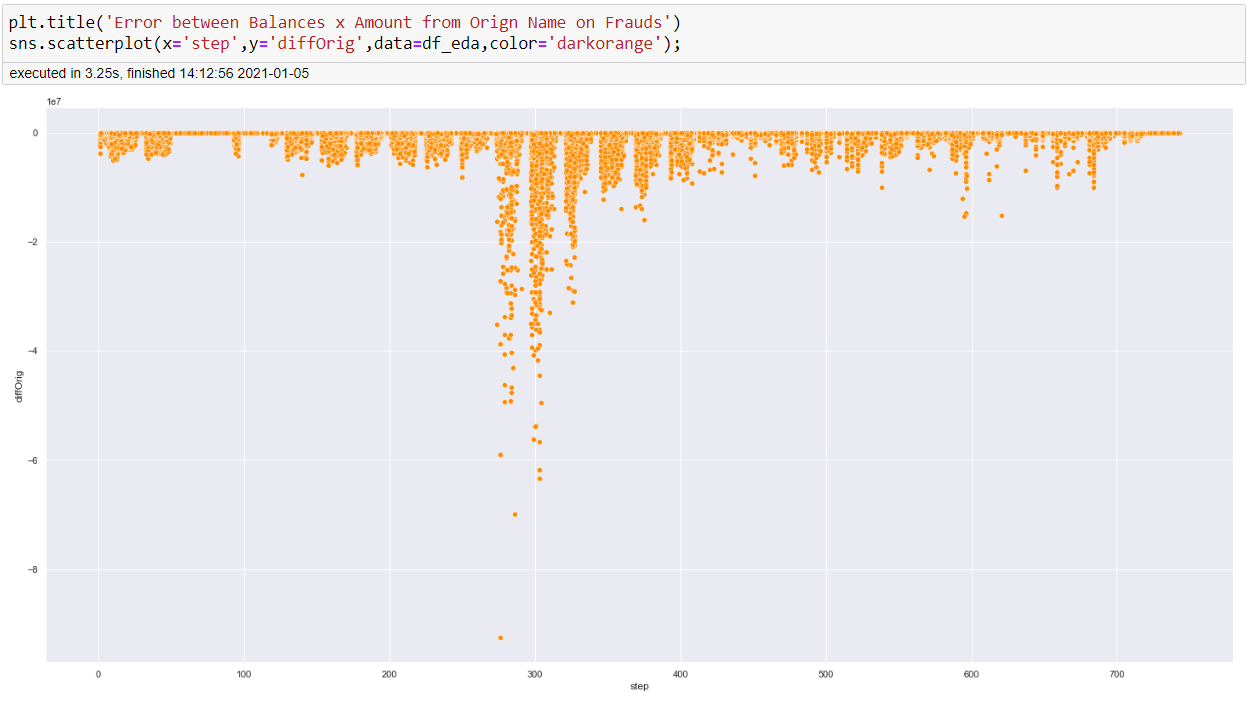 plt.title('Error between Balances x Amount from Orign Name on Frauds')
sns.scatterplot(x='step',y='diffOrig',data=df_eda,color='darkorange');
executed in 3.25s, finished 14:12:56 2021-01-05
1e7
0
−2
−4
−6
−8
diffOrig
0 100 200 300 400 500 600 700
step